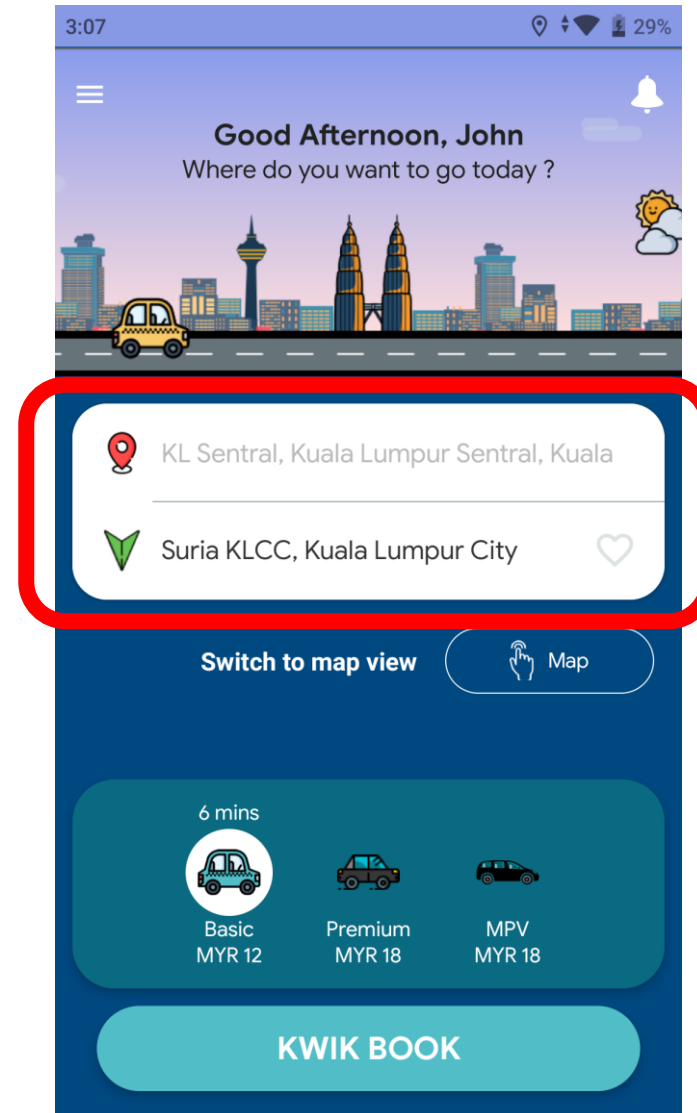 3:07 29%
Good Afternoon, John
Where do you want to go today ?
KL Sentral, Kuala Lumpur Sentral, Kuala
Suria KLCC, Kuala Lumpur City
Switch to map view Map
6 mins
Basic Premium MPV
MYR 12 MYR 18 MYR 18
KWIK BOOK